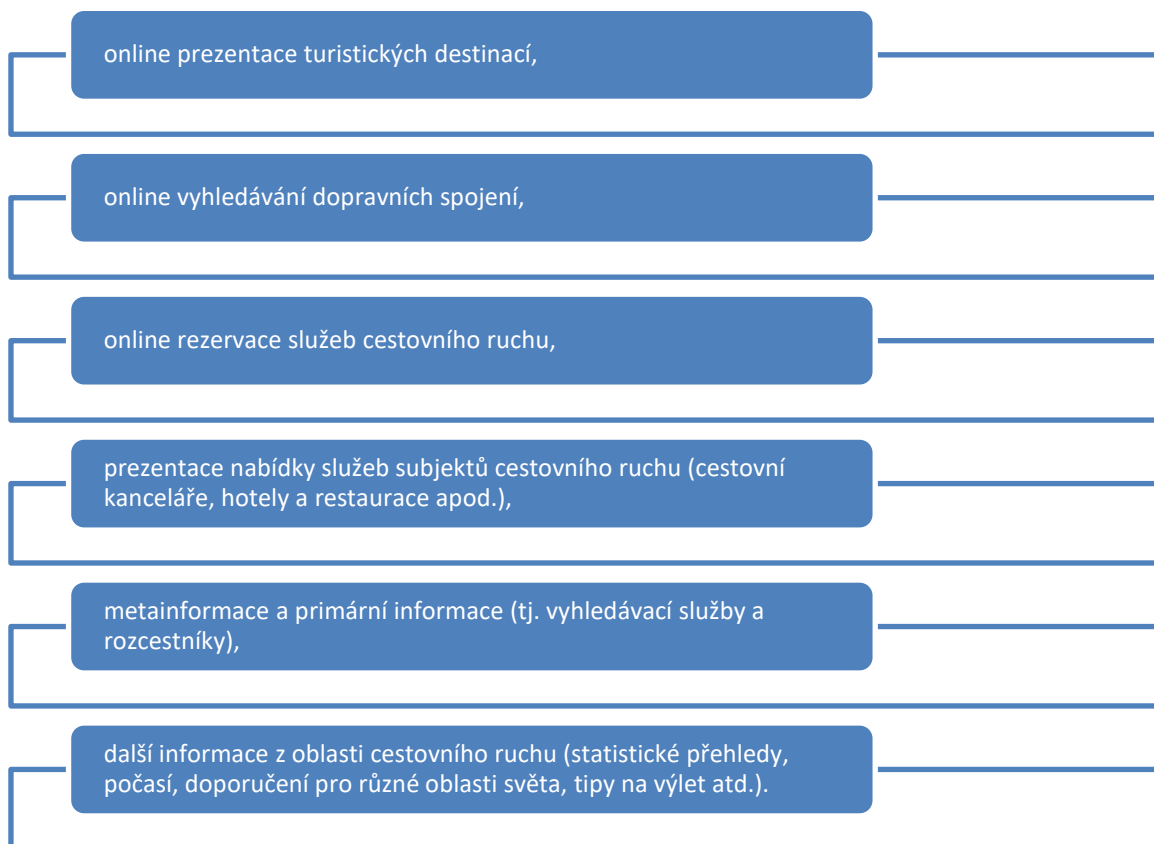 online prezentace turistických destinací,
online vyhledávání dopravních spojení,
online rezervace služeb cestovního ruchu,
prezentace nabídky služeb subjektů cestovního ruchu (cestovní
kanceláře, hotely a restaurace apod.),
metainformace a primární informace (tj. vyhledávací služby a
rozcestníky),
další informace z oblasti cestovního ruchu (statistické přehledy,
počasí, doporučení pro různé oblasti světa, tipy na výlet atd.).